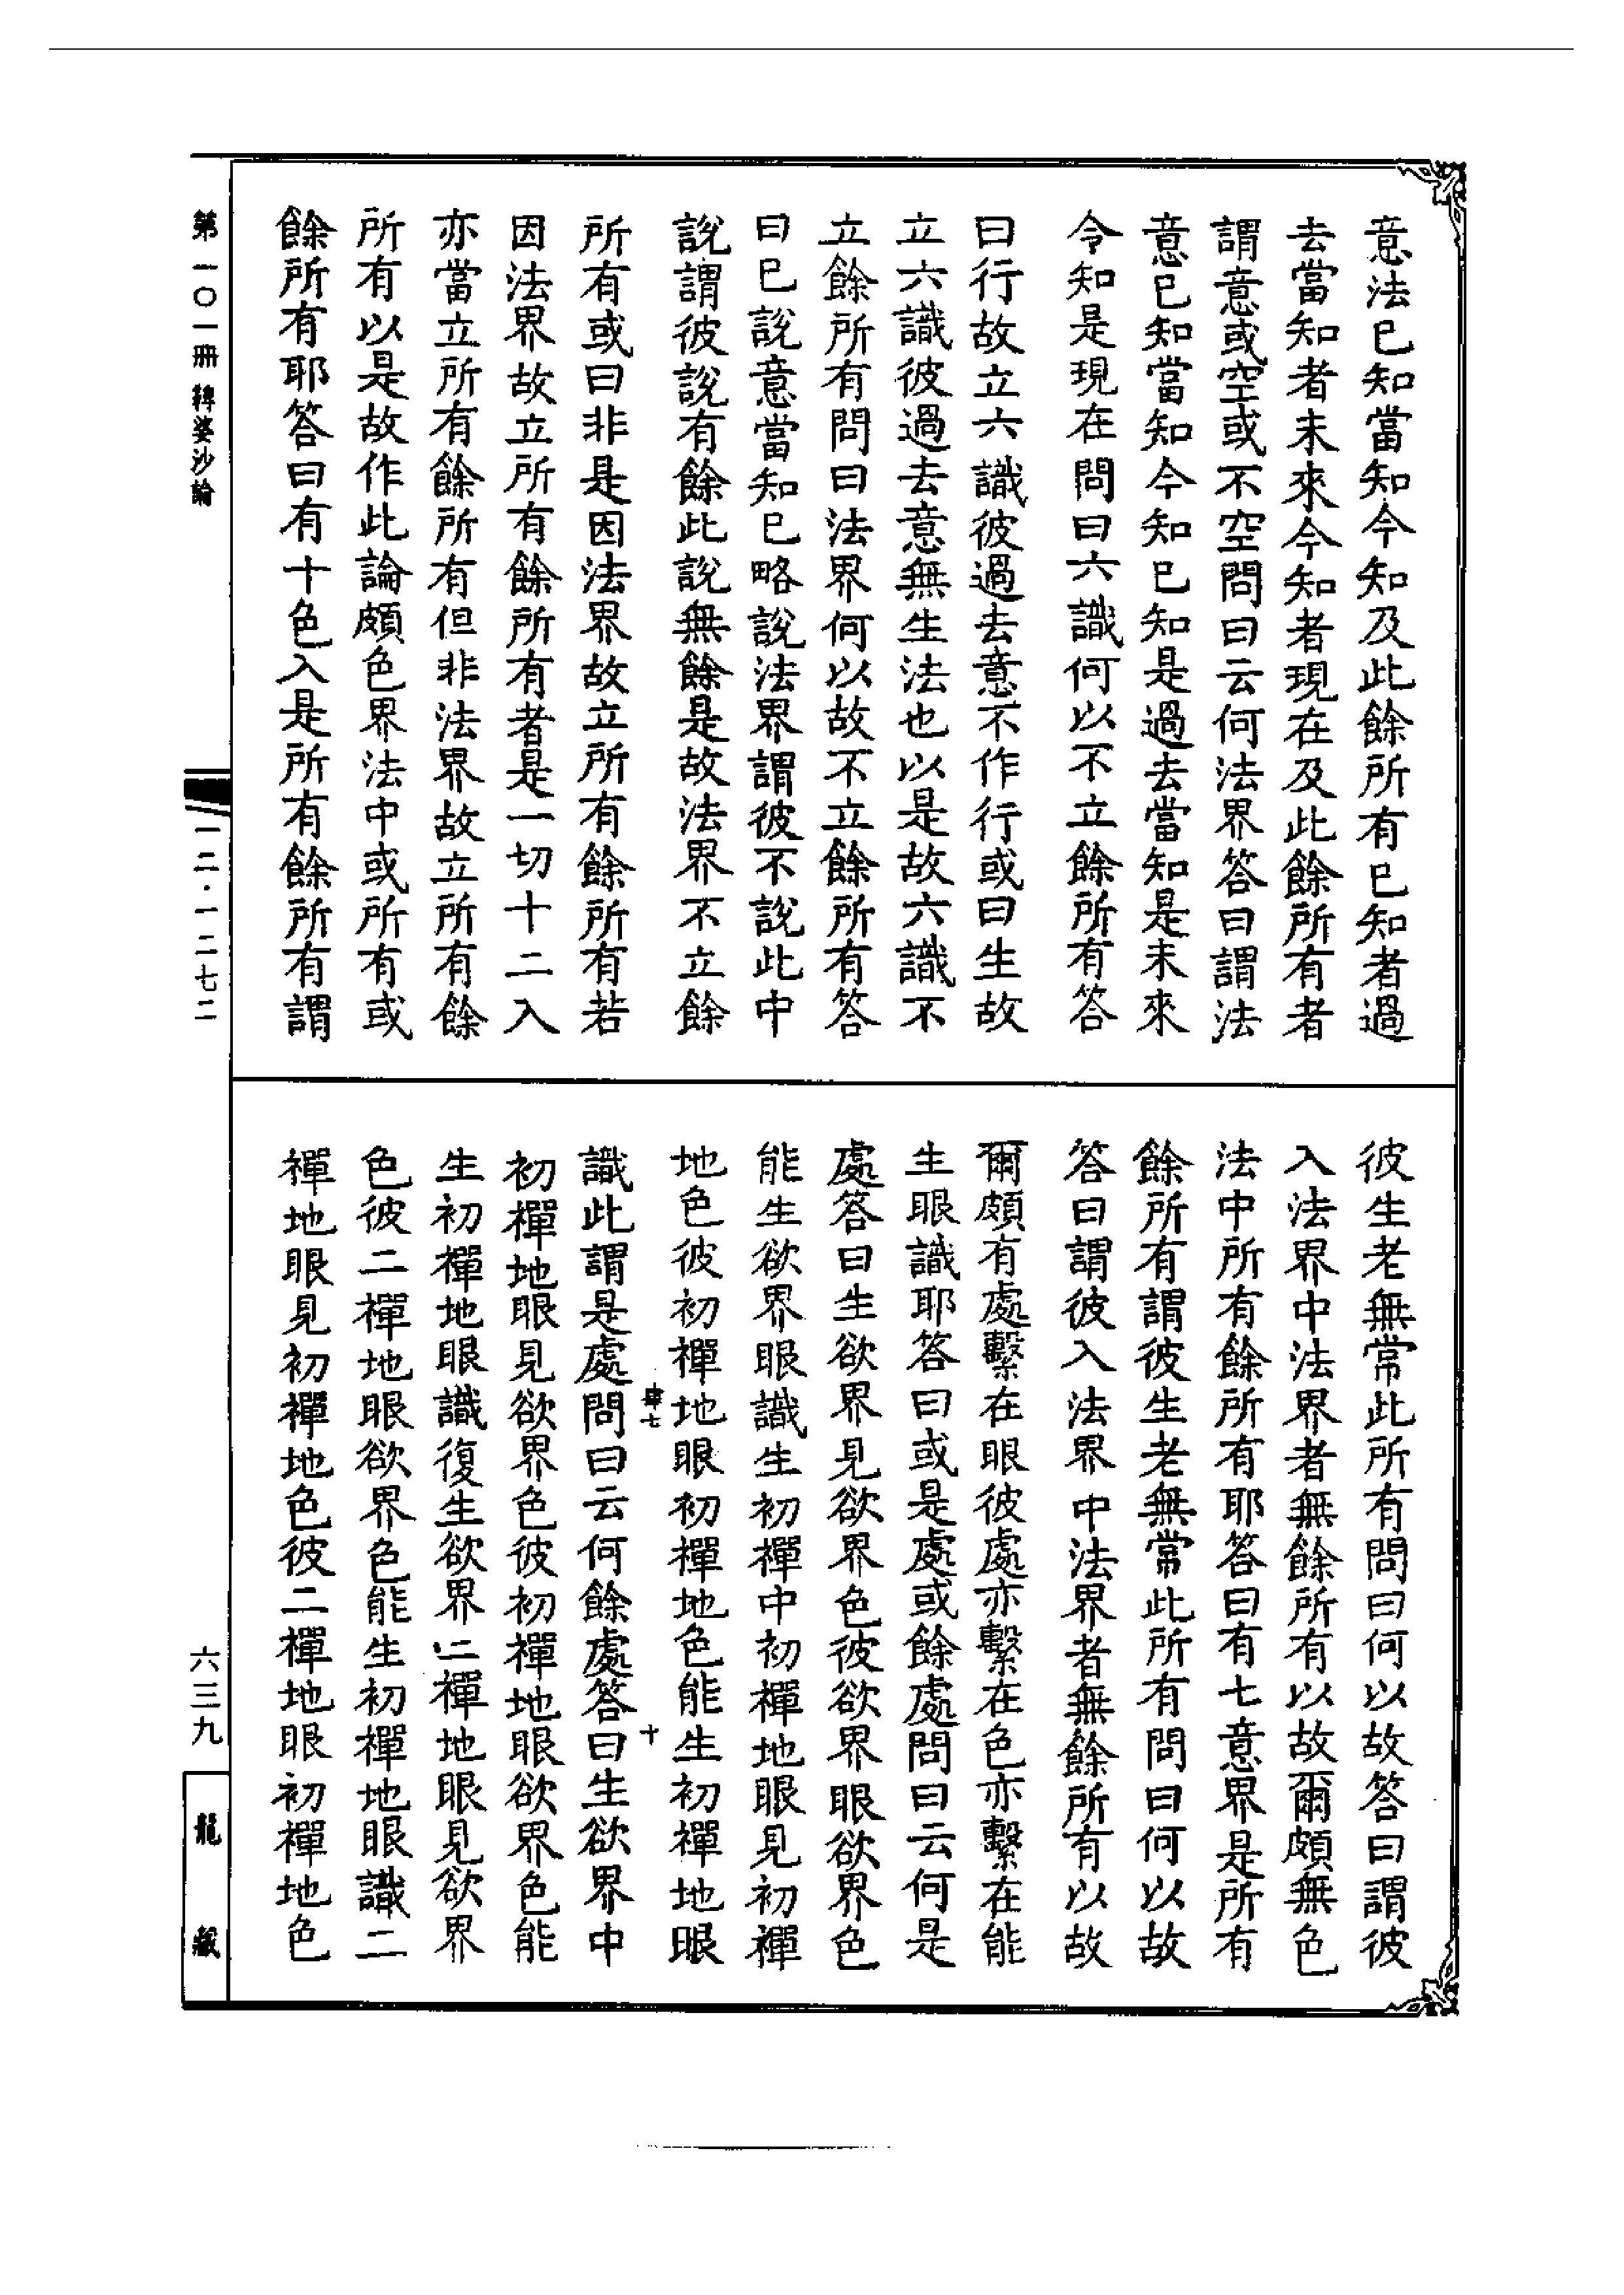 意法已知當知今知及此餘所有已知者過
去當知者未來今知者現在及此餘所有者
謂意或空或不空問曰云何法界答曰謂法
意已知當知今知已知是過去當知是未來
令知是現在問曰六識何以不立餘所有答
曰行故立六識彼過去意不作行或曰生故
立六識彼過去意無生法也以是故六識不
立餘所有問曰法界何以故不立餘所有答
曰已說意當知已略說法界謂彼不說此中
說謂彼說有餘此說無餘是故法界不立餘
所有或曰非是因法界故立所有餘所有若
因法界故立所有餘所有者是一切十二入
亦當立所有餘所有但非法界故立所有餘
所有以是故作此論頗色界法中或所有或
餘所有耶答曰有十色入是所有餘所有謂
彼生老無常此所有問曰何以故答曰謂彼
入法界中法界者無餘所有以故爾頗無色
法中所有餘所有耶答曰有七意界是所有
餘所有謂彼生老無常此所有問曰何以故
答曰謂彼入法界中法界者無餘所有以故
爾頗有處繫在眼彼處亦繫在色亦繫在能
生眼識耶答曰或是處或餘處問曰云何是
處答曰生欲界見欲界色彼欲界眼欲界色
能生欲界眼識生初禪中初禪地眼見初禪
地色彼初禪地眼初禪地色能生初禪地眼
肆七
十
識此謂是處問曰云何餘處答曰生欲界中
初禪地眼見欲界色彼初禪地眼欲界色能
生初禪地眼識復生欲界二禪地眼見欲界
色彼二禪地眼欲界色能生初禪地眼識二
禪地眼見初禪地色彼二禪地眼初禪地色
第一〇一冊 鞞婆沙論
一二·一二七二
六三九
龍藏